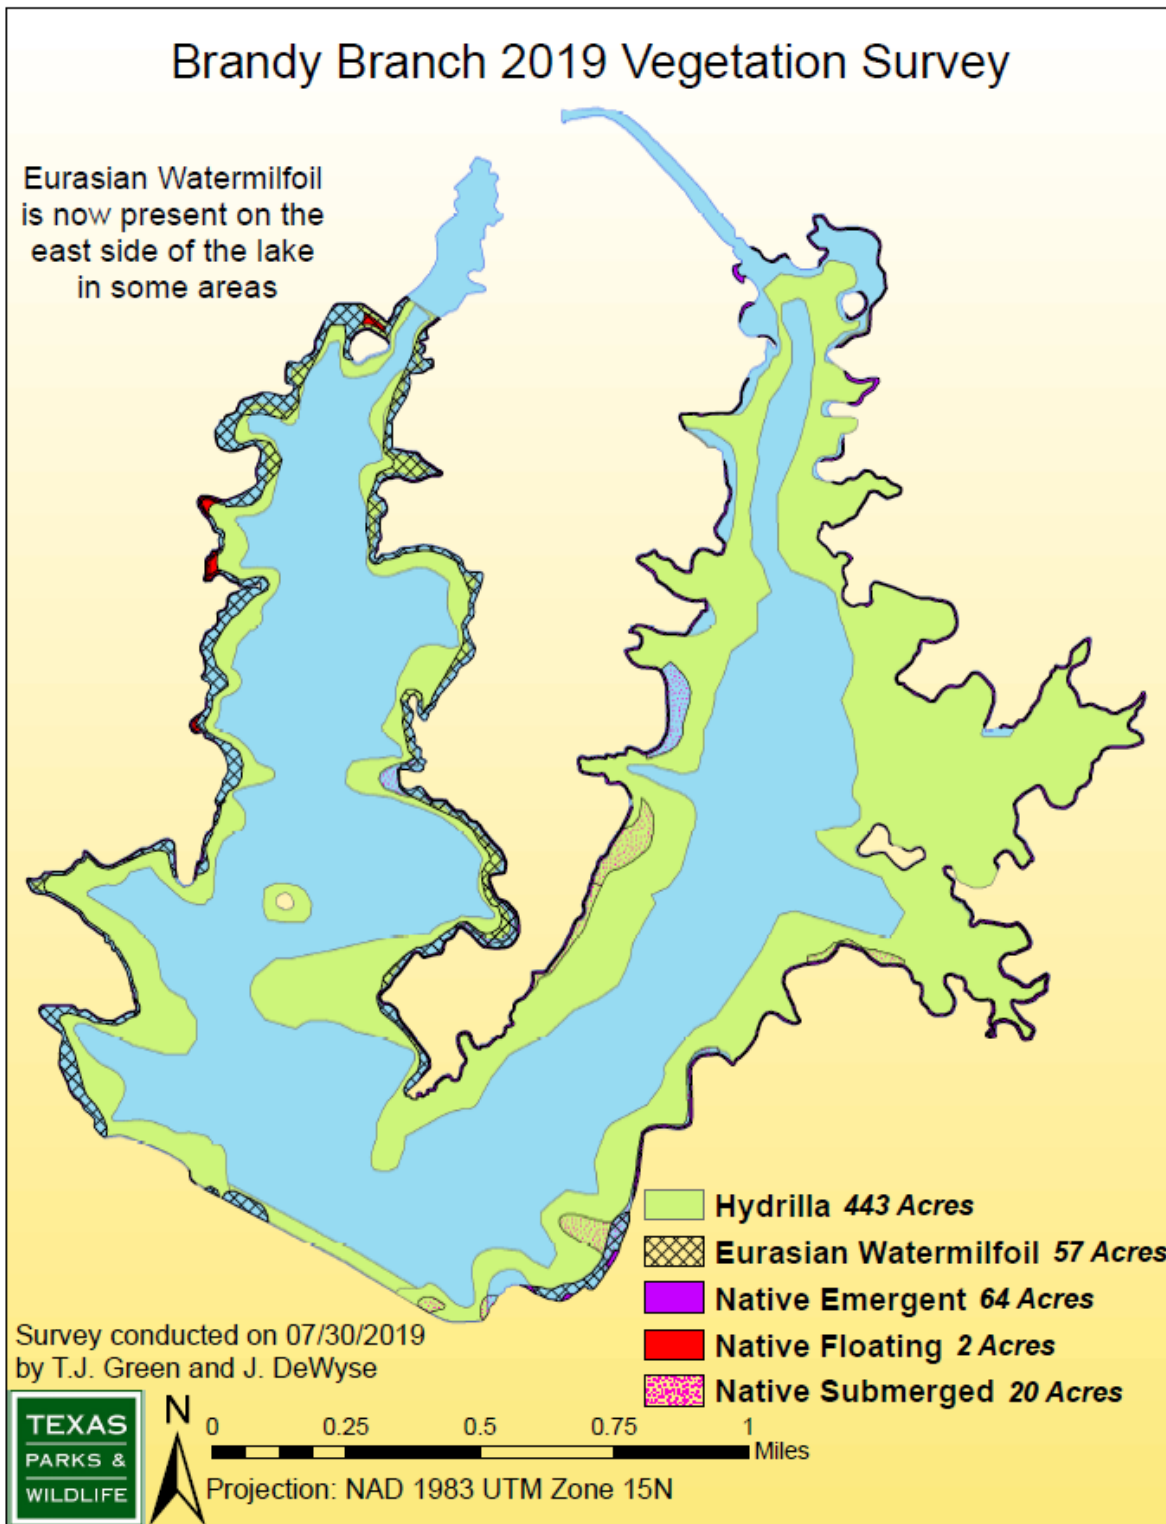 Brandy Branch 2019 Vegetation Survey
Eurasian Watermilfoil
is now present on the
east side of the lake
in some areas
Hydrilla 443 Acres
Eurasian Watermilfoil 57 Acres
Native Emergent 64 Acres
Native Floating 2 Acres
Native Submerged 20 Acres
Survey conducted on 07/30/2019
by T.J. Green and J. DeWyse
TEXAS
PARKS &
WILDLIFE
N
0 0.25 0.5 0.75 1
Miles
Projection: NAD 1983 UTM Zone 15N